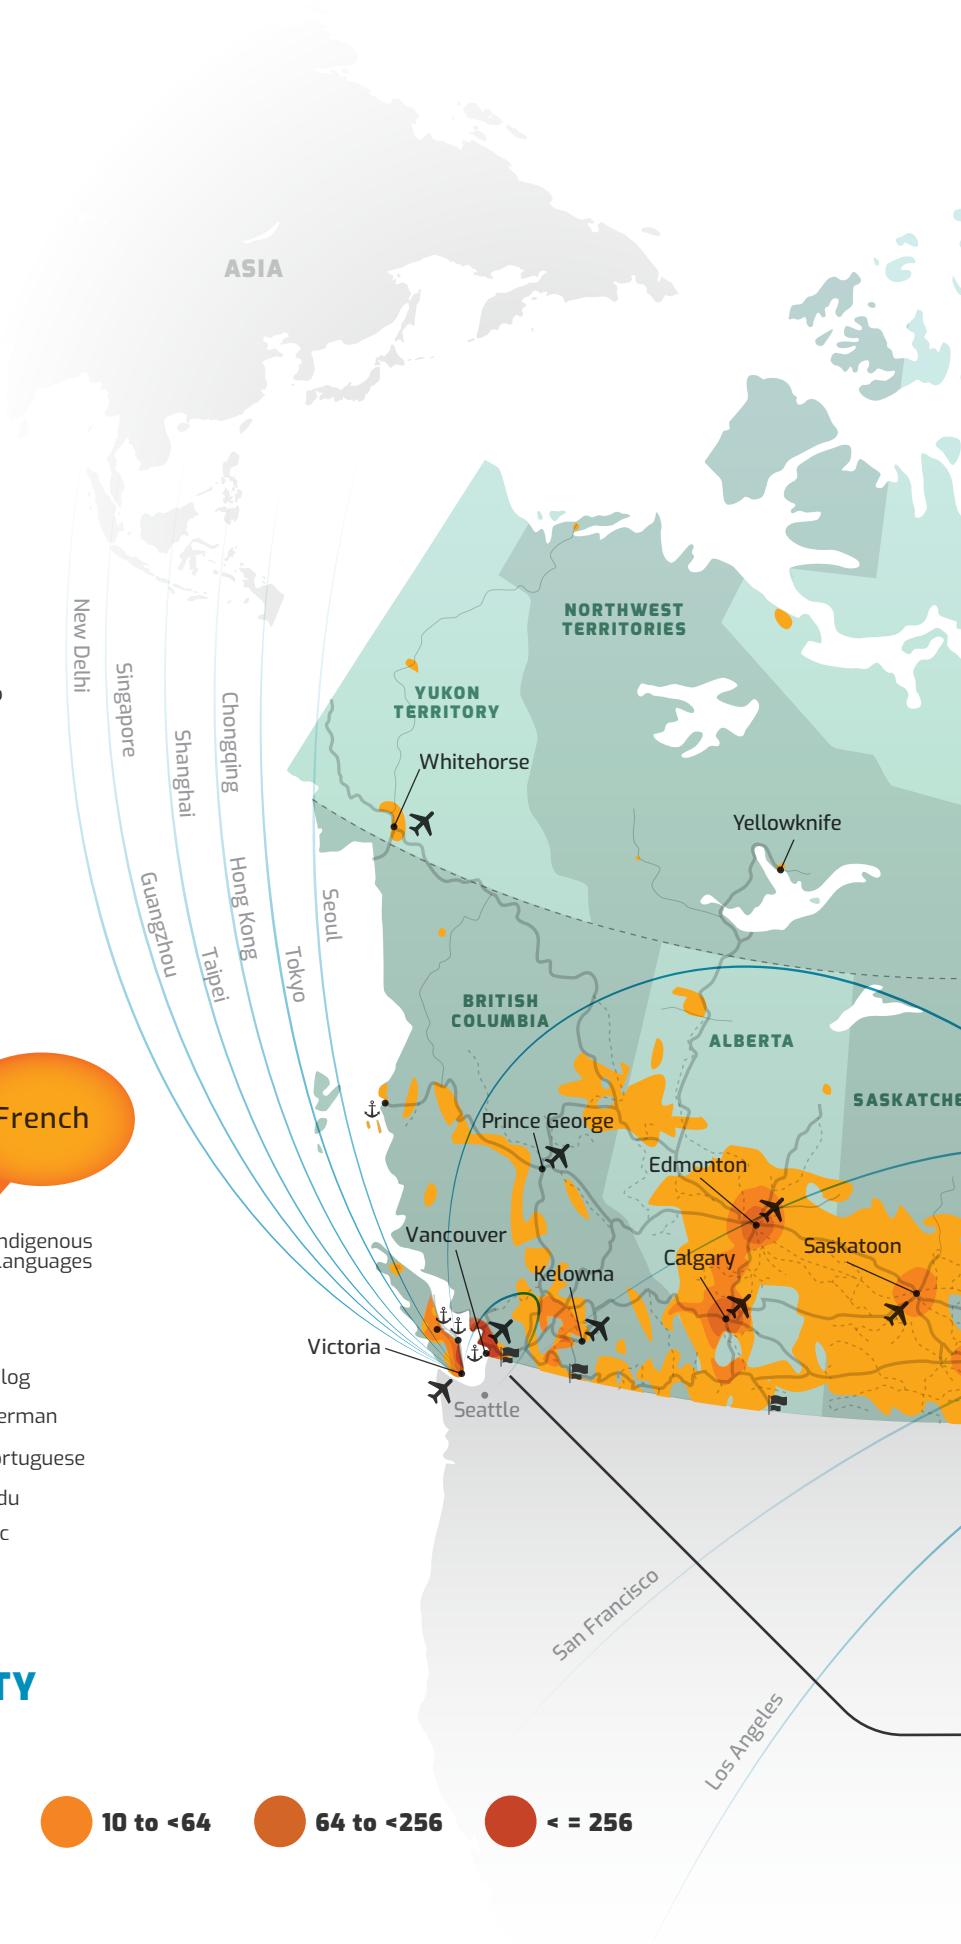 ASIA
New Delhi
Singapore
Shanghai
Chongqing
Guangzhou
Hong Kong
Taipei
Tokyo
Seoul
NORTHWEST
TERRITORIES
YUKON
TERRITORY
Whitehorse
Yellowknife
BRITISH
COLUMBIA
ALBERTA
SASKATCHE
French
Prince George
Edmonton
Vancouver
Saskatoon
Calgary
Kelowna
ndigenous
anguages
Victoria
log
Seattle
erman
rtuguese
du
c
San Francisco
TY
Los Angeles
10 to <64
64 to <256
< = 256